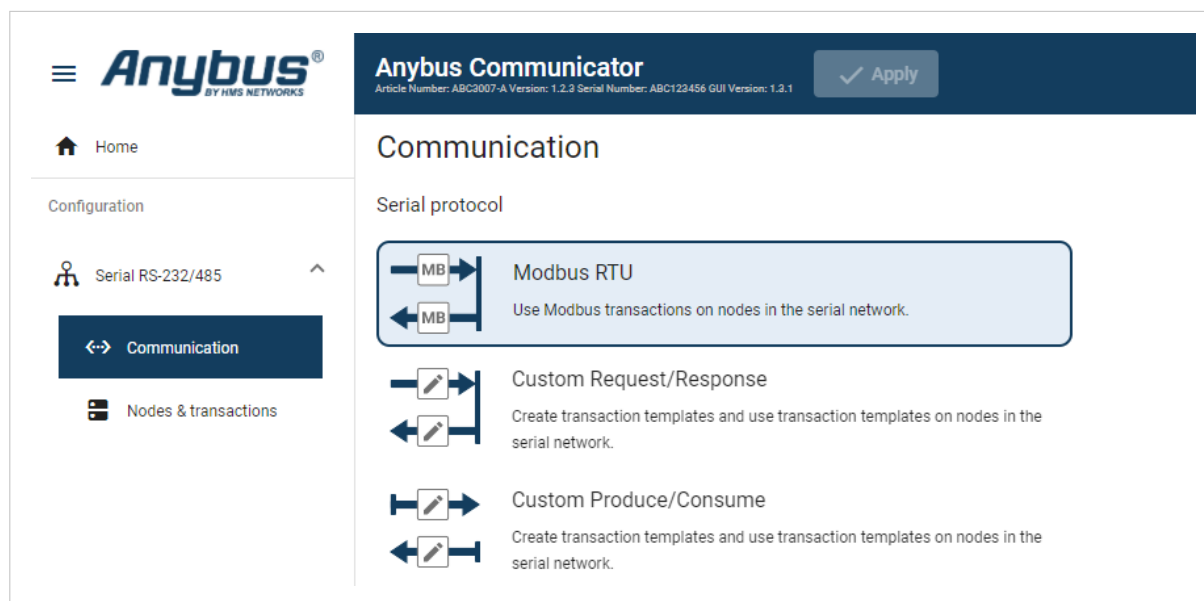 Anybus®
BY HMS NETWORKS
Anybus Communicator
Article Number: ABC3007-A Version: 1.2.3 Serial Number: ABC123456 GUI Version: 1.3.1
Apply
Home
Configuration
Serial RS-232/485
Communication
Nodes & transactions
Communication
Serial protocol
MB
MB
Modbus RTU
Use Modbus transactions on nodes in the serial network.
Custom Request/Response
Create transaction templates and use transaction templates on nodes in the
serial network.
Custom Produce/Consume
Create transaction templates and use transaction templates on nodes in the
serial network.